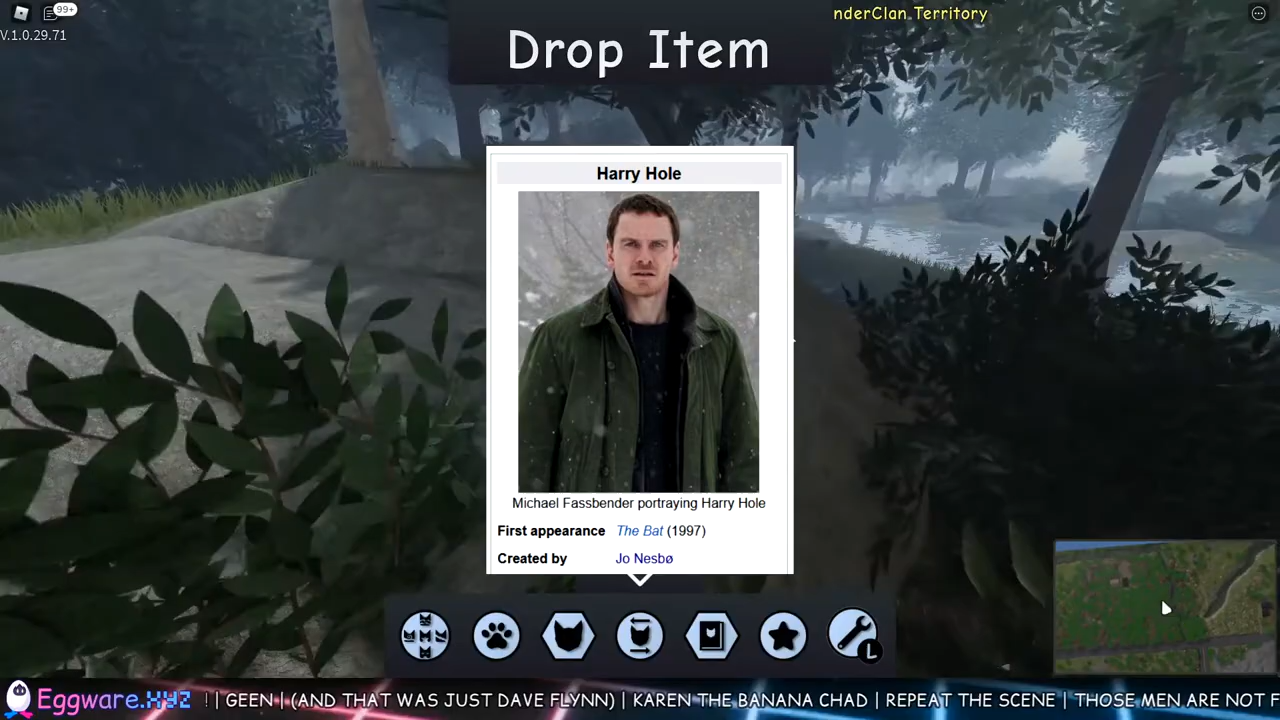 99+
V.1.0.29.71
nderClan Territory
Drop Item
Harry Hole
Michael Fassbender portraying Harry Hole
First appearance The Bat (1997)
Created by Jo Nesbø
L
Eggware.XYZ ! | GEEN | (AND THAT WAS JUST DAVE FLYNN) | KAREN THE BANANA CHAD | REPEAT THE SCENE | THOSE MEN ARE NOT F